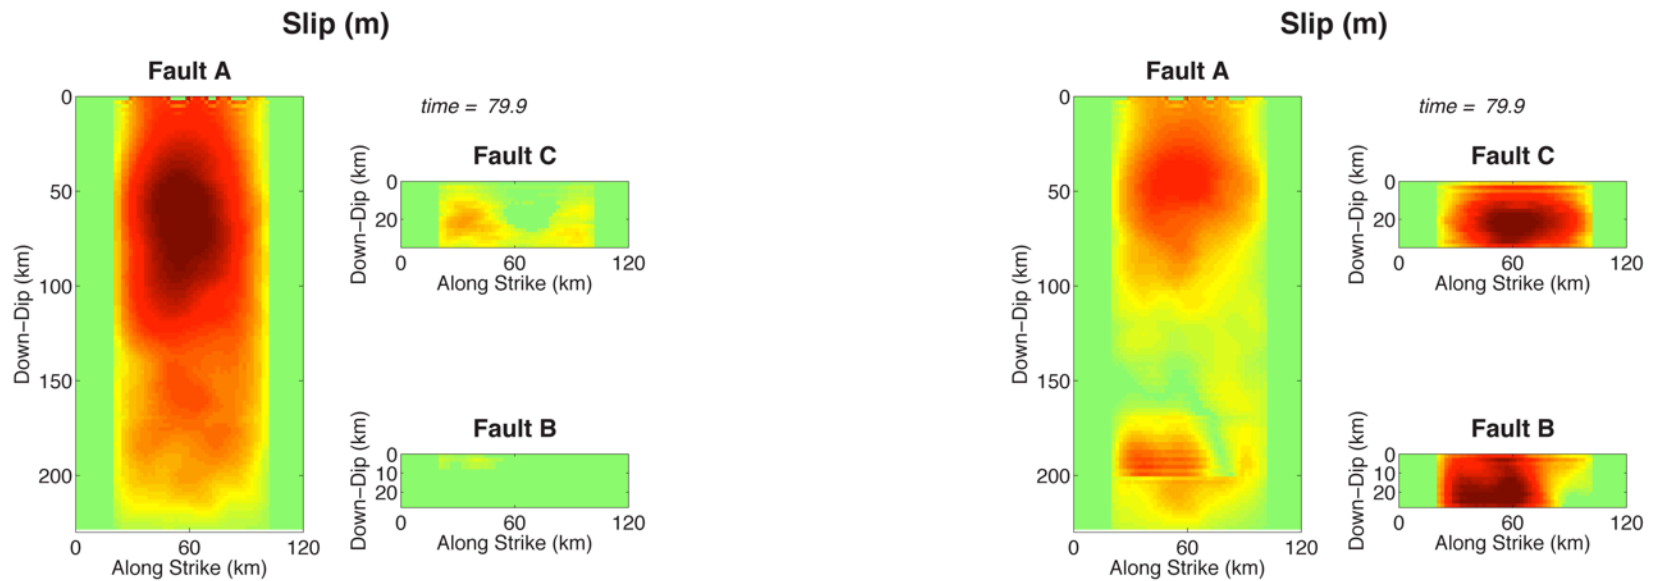 Slip (m)
Fault A
time = 79.9
0
50
100
150
200
Down-Dip (km)
0 60 120
Along Strike (km)
Fault C
0
20
Down-Dip (km)
0 60 120
Along Strike (km)
Fault B
0
10
20
Down-Dip (km)
0 60 120
Along Strike (km)
Slip (m)
Fault A
time = 79.9
0
50
100
150
200
Down-Dip (km)
0 60 120
Along Strike (km)
Fault C
0
20
Down-Dip (km)
0 60 120
Along Strike (km)
Fault B
0
10
20
Down-Dip (km)
0 60 120
Along Strike (km)